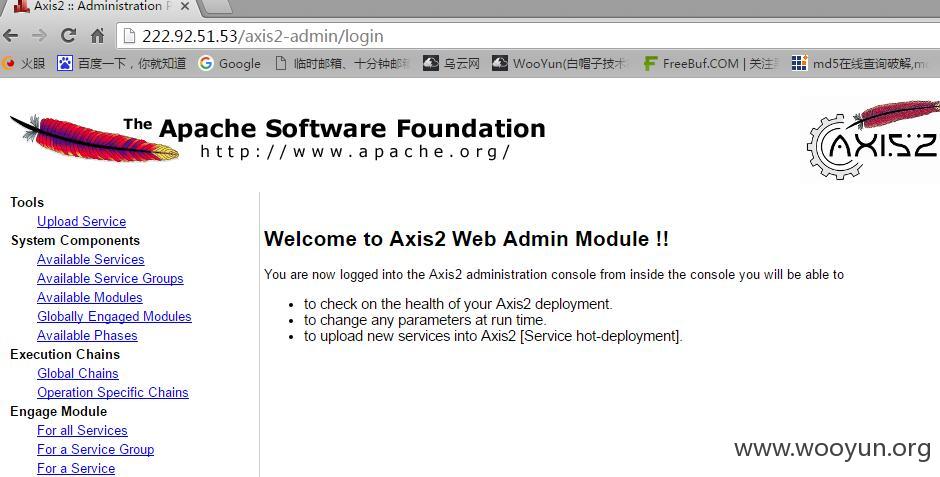 Axis2 :: Administration P
222.92.51.53/axis2-admin/login
火眼 百度一下，你就知道 Google 临时邮箱、十分钟邮箱 乌云网 WooYun(白帽子技术 FreeBuf.COM | 关注 md5在线查询破解,m
The Apache Software Foundation
http://www.apache.org/
AXIS2
Tools
Upload Service
System Components
Available Services
Available Service Groups
Available Modules
Globally Engaged Modules
Available Phases
Execution Chains
Global Chains
Operation Specific Chains
Engage Module
For all Services
For a Service Group
For a Service
Welcome to Axis2 Web Admin Module !!
You are now logged into the Axis2 administration console from inside the console you will be able to
to check on the health of your Axis2 deployment.
to change any parameters at run time.
to upload new services into Axis2 [Service hot-deployment].
www.wooyun.org